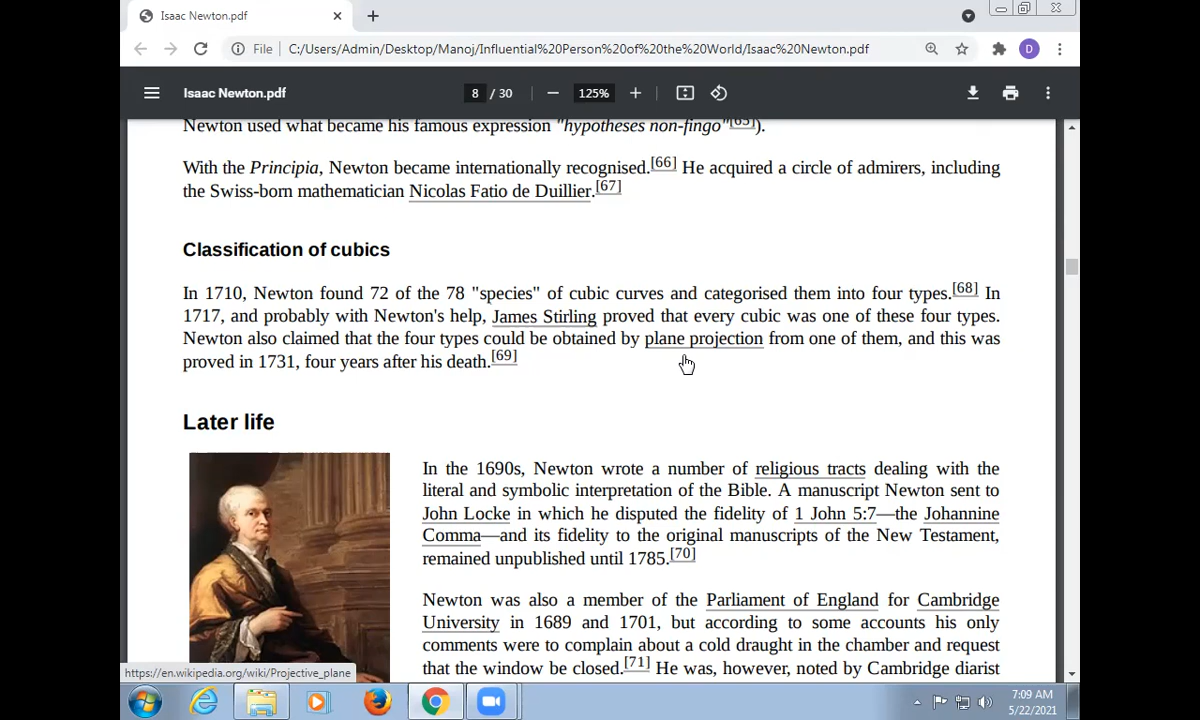 Isaac Newton.pdf
File
C:/Users/Admin/Desktop/Manoj/Influential%20Person%20of%20the%20World/Isaac%20Newton.pdf
D
Isaac Newton.pdf
8 / 30
125%
Newton used what became his famous expression "hypotheses non-fingo"[65]).
With the Principia, Newton became internationally recognised.[66] He acquired a circle of admirers, including
the Swiss-born mathematician Nicolas Fatio de Duillier.[67]
Classification of cubics
In 1710, Newton found 72 of the 78 "species" of cubic curves and categorised them into four types.[68] In
1717, and probably with Newton's help, James Stirling proved that every cubic was one of these four types.
Newton also claimed that the four types could be obtained by plane projection from one of them, and this was
proved in 1731, four years after his death.[69]
Later life
In the 1690s, Newton wrote a number of religious tracts dealing with the
literal and symbolic interpretation of the Bible. A manuscript Newton sent to
John Locke in which he disputed the fidelity of 1 John 5:7—the Johannine
Comma—and its fidelity to the original manuscripts of the New Testament,
remained unpublished until 1785.[70]
Newton was also a member of the Parliament of England for Cambridge
University in 1689 and 1701, but according to some accounts his only
comments were to complain about a cold draught in the chamber and request
that the window be closed.[71] He was, however, noted by Cambridge diarist
https://en.wikipedia.org/wiki/Projective_plane
7:09 AM
5/22/2021